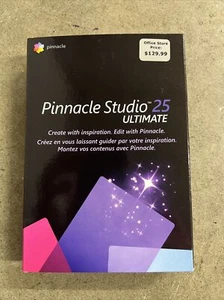 pinnacle
Office Store
Price:
$129.99
Pinnacle Studio™ 25
ULTIMATE
Create with inspiration. Edit with Pinnacle.
Créez en vous laissant guider par votre inspiration.
Montez vos contenus avec Pinnacle.